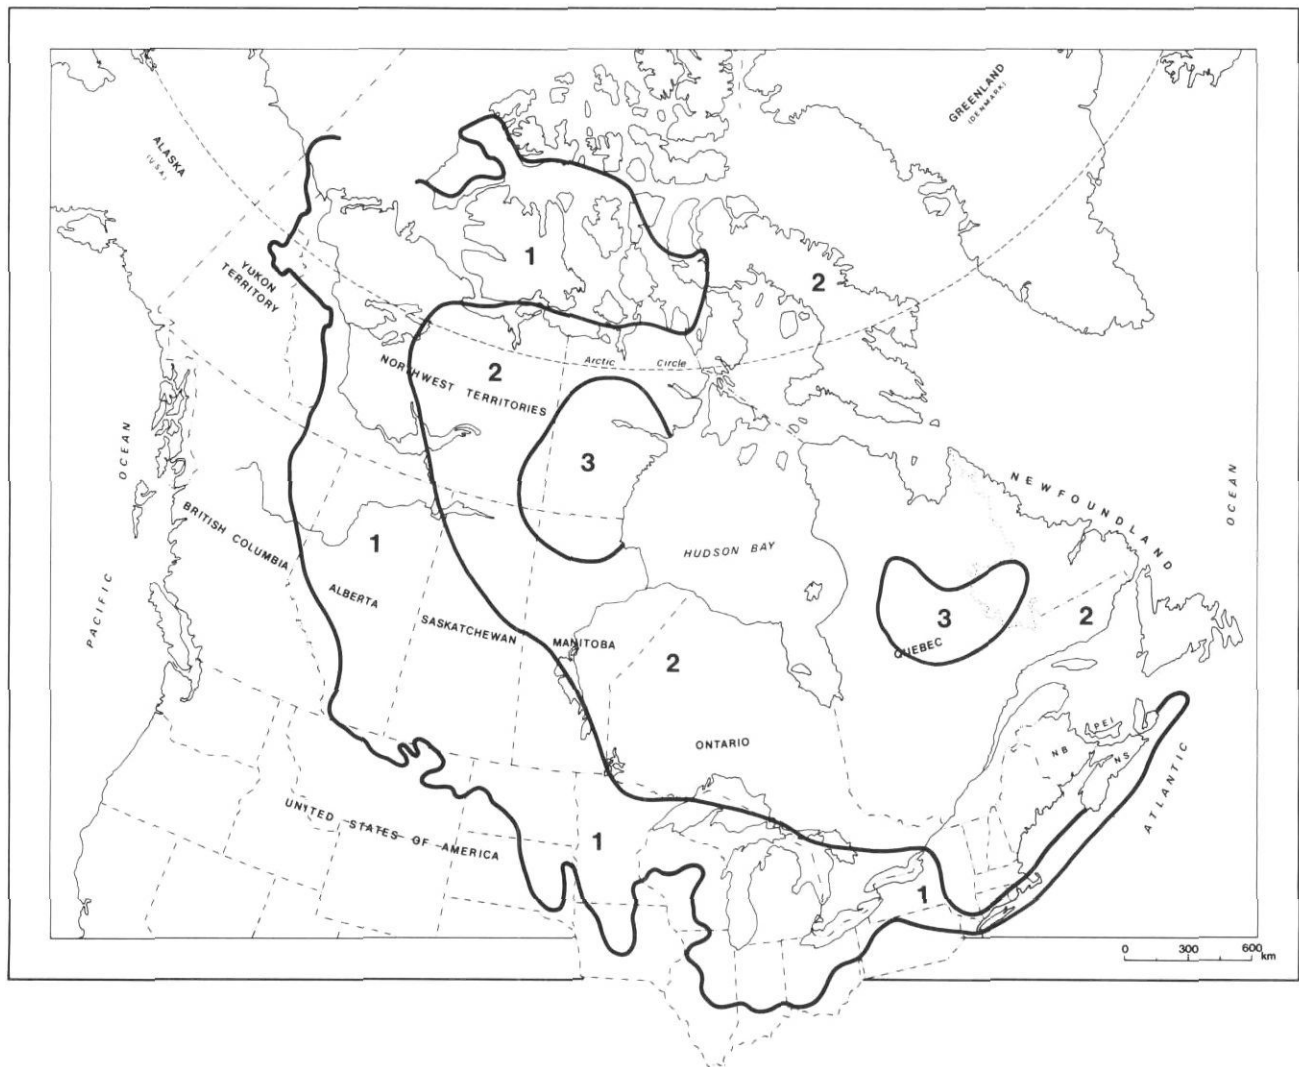 GREENLAND
(DENMARK)
ALASKA
(USA)
1
2
YUKON
TERRITORY
Arctic Circle
2
NORTHWEST TERRITORIES
3
OCEAN
NEWFOUNDLAND
OCEAN
BRITISH COLUMBIA
1
HUDSON BAY
PACIFIC
ALBERTA
SASKATCHEWAN
MANITOBA
3
QUEBEC
2
2
ONTARIO
PEI
NB
NS
ATLANTIC
UNITED STATES OF AMERICA
1
1
0 300 600
km